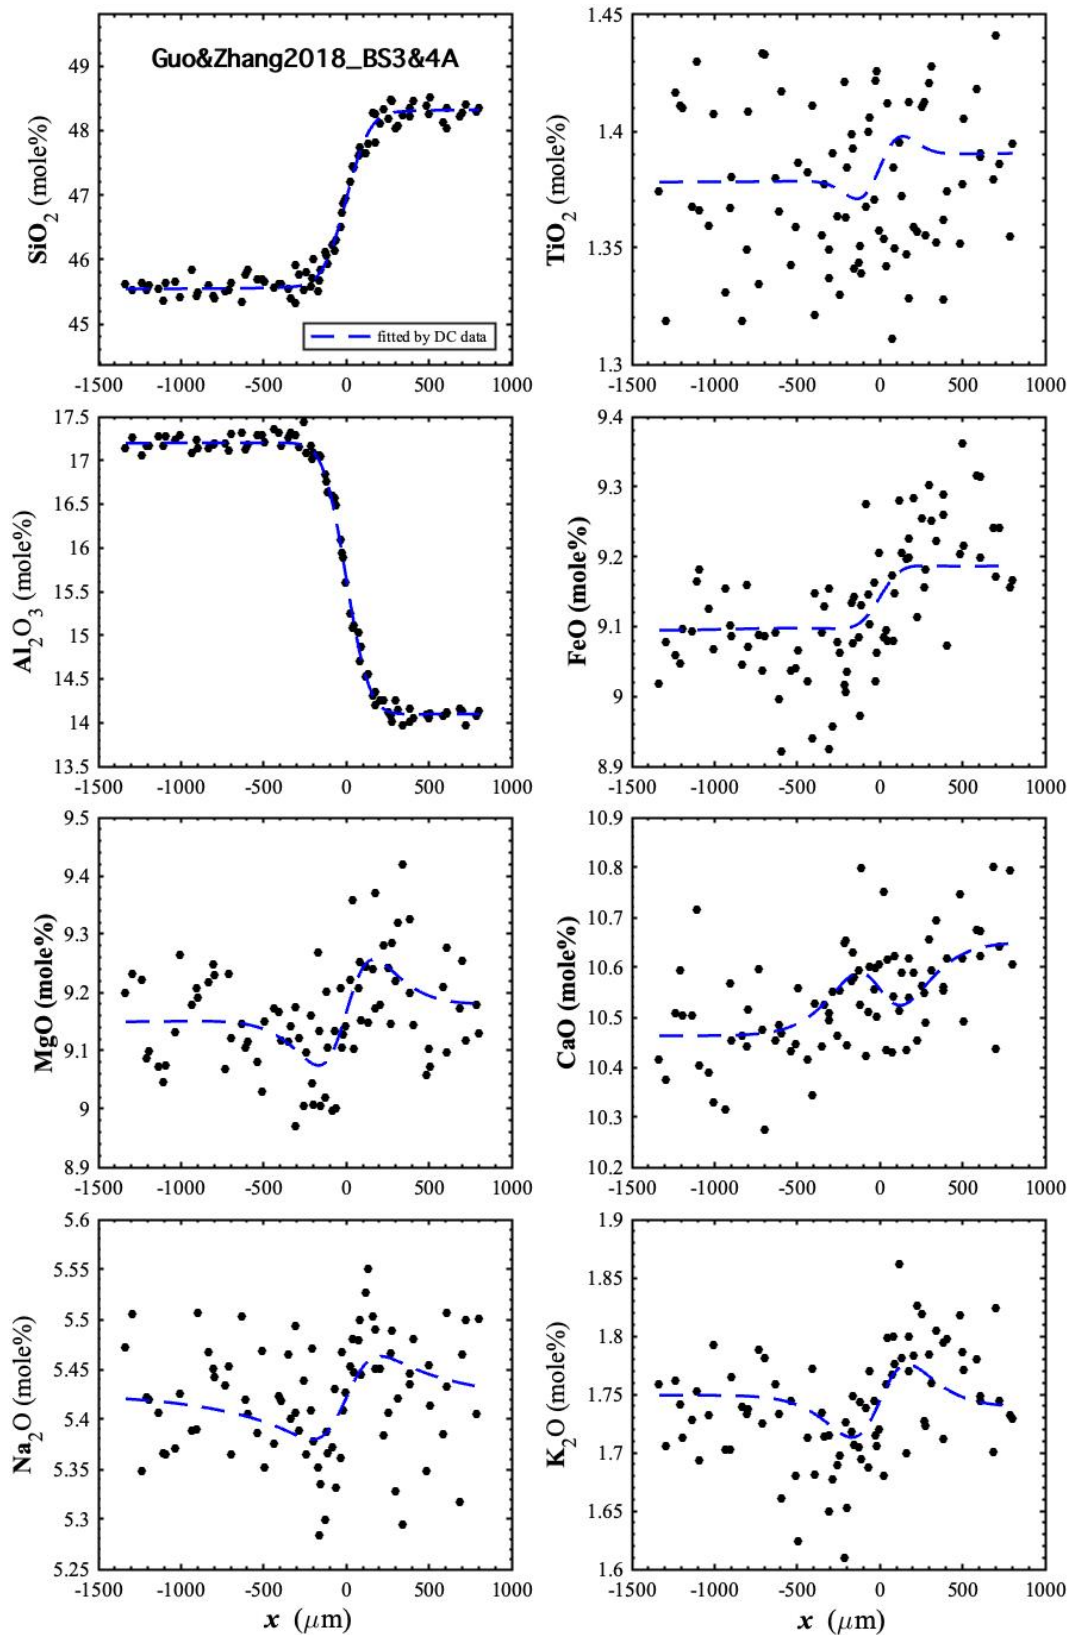 Guo&Zhang2018_BS3&4A
SiO2 (mole%)
49
48
47
46
45
fitted by DC data
-1500 -1000 -500 0 500 1000
TiO2 (mole%)
1.45
1.4
1.35
1.3
-1500 -1000 -500 0 500 1000
Al2O3 (mole%)
17.5
17
16.5
16
15.5
15
14.5
14
13.5
-1500 -1000 -500 0 500 1000
FeO (mole%)
9.4
9.3
9.2
9.1
9
8.9
-1500 -1000 -500 0 500 1000
MgO (mole%)
9.5
9.4
9.3
9.2
9.1
9
8.9
-1500 -1000 -500 0 500 1000
CaO (mole%)
10.9
10.8
10.7
10.6
10.5
10.4
10.3
10.2
-1500 -1000 -500 0 500 1000
Na2O (mole%)
5.6
5.55
5.5
5.45
5.4
5.35
5.3
5.25
-1500 -1000 -500 0 500 1000
x (μm)
K2O (mole%)
1.9
1.85
1.8
1.75
1.7
1.65
1.6
-1500 -1000 -500 0 500 1000
x (μm)